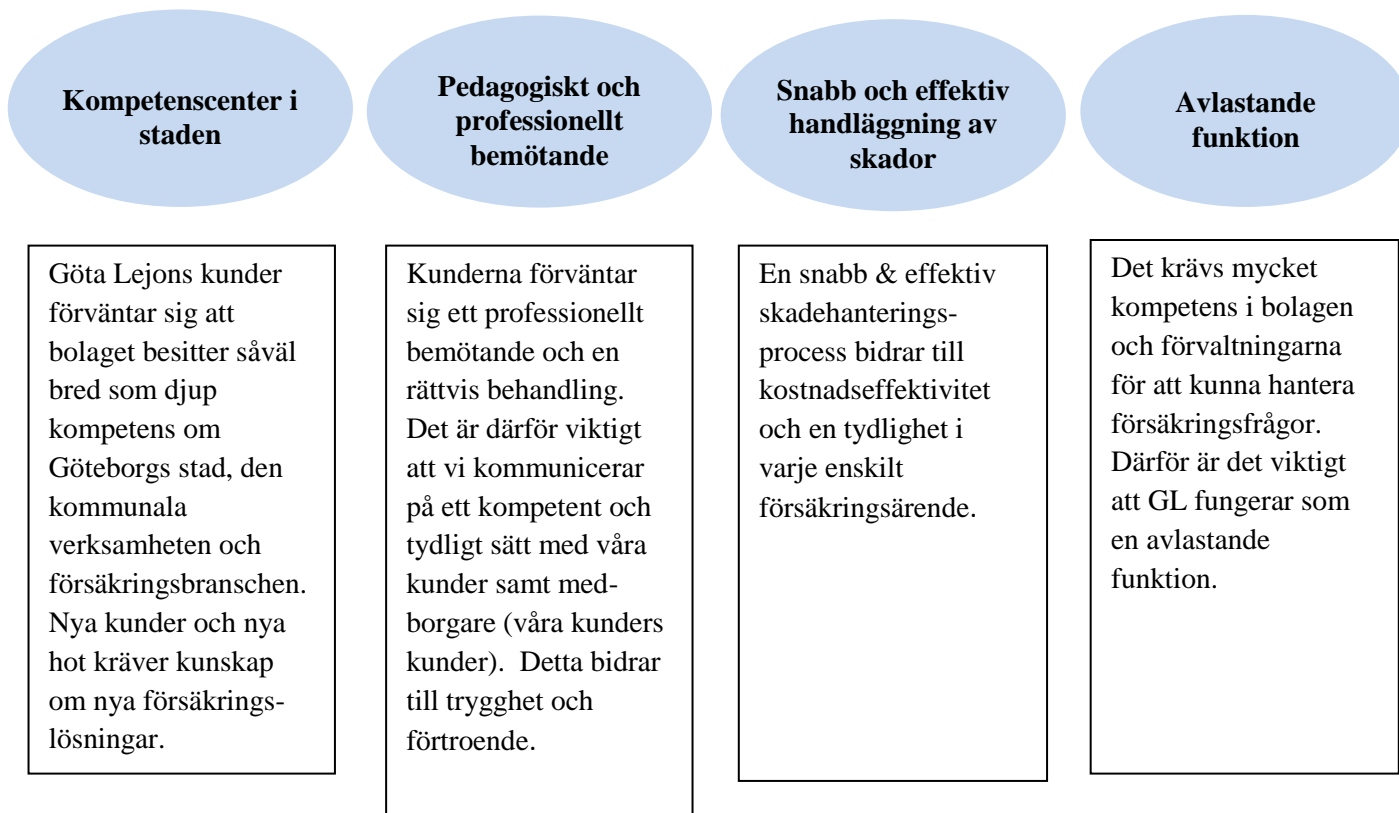 Kompetenscenter i
staden
Pedagogiskt och
professionellt
bemötande
Snabb och effektiv
handläggning av
skador
Avlastande
funktion
Göta Lejons kunder
förväntar sig att
bolaget besitter såväl
bred som djup
kompetens om
Göteborgs stad, den
kommunala
verksamheten och
försäkringsbranschen.
Nya kunder och nya
hot kräver kunskap
om nya försäkrings-
lösningar.
Kunderna förväntar
sig ett professionellt
bemötande och en
rättvis behandling.
Det är därför viktigt
att vi kommunicerar
på ett kompetent och
tydligt sätt med våra
kunder samt med-
borgare (våra kunders
kunder).  Detta bidrar
till trygghet och
förtroende.
En snabb & effektiv
skadehanterings-
process bidrar till
kostnadseffektivitet
och en tydlighet i
varje enskilt
försäkringsärende.
Det krävs mycket
kompetens i bolagen
och förvaltningarna
för att kunna hantera
försäkringsfrågor.
Därför är det viktigt
att GL fungerar som
en avlastande
funktion.